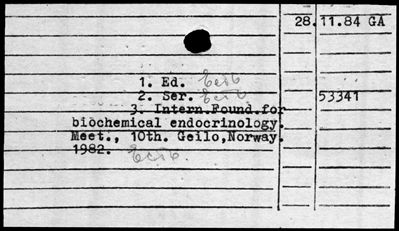 28.11.84 GA
1. Ed.
2. Ser. 53341
3. Intern.Found.for
biochemical endocrinology.
Meet., 10th. Geilo,Norway.
1982.